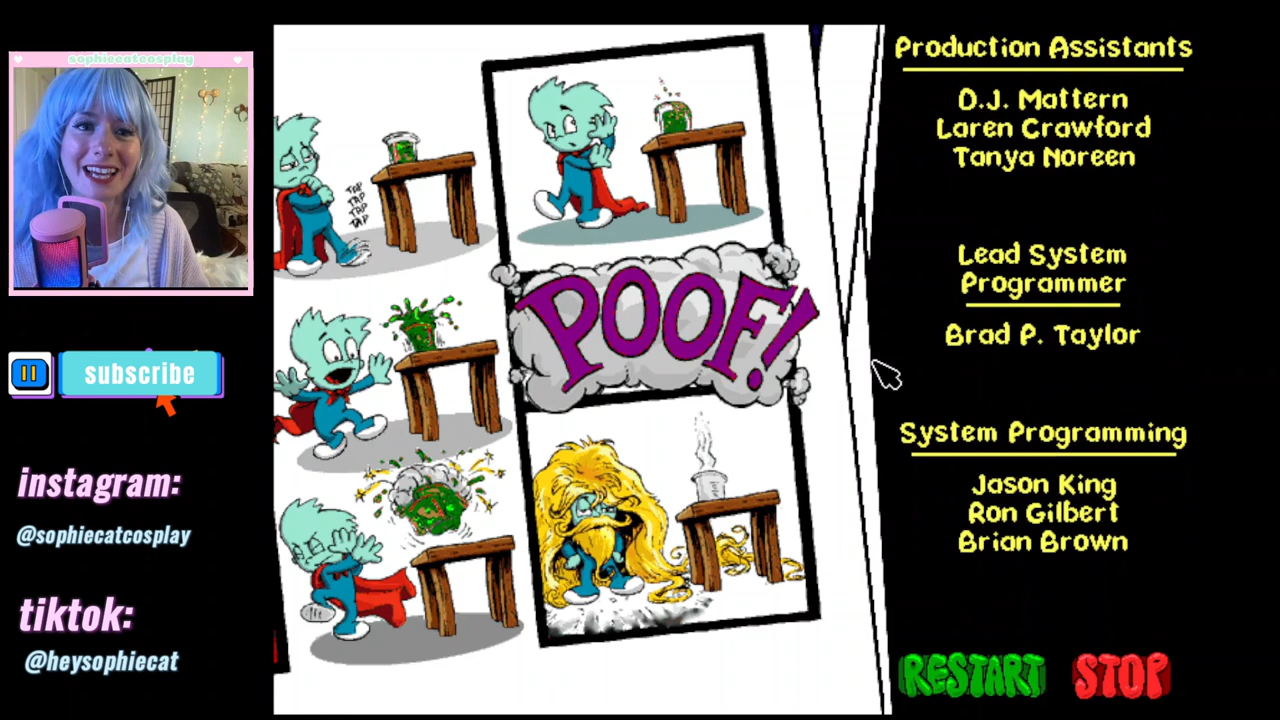 sophiecatcosplay
subscribe
instagram:
@sophiecatcosplay
tiktok:
@heysophiecat
TAP
TAP
TAP
TAP
POOF!
Production Assistants
D.J. Mattern
Laren Crawford
Tanya Noreen
Lead System
Programmer
Brad P. Taylor
System Programming
Jason King
Ron Gilbert
Brian Brown
RESTART STOP